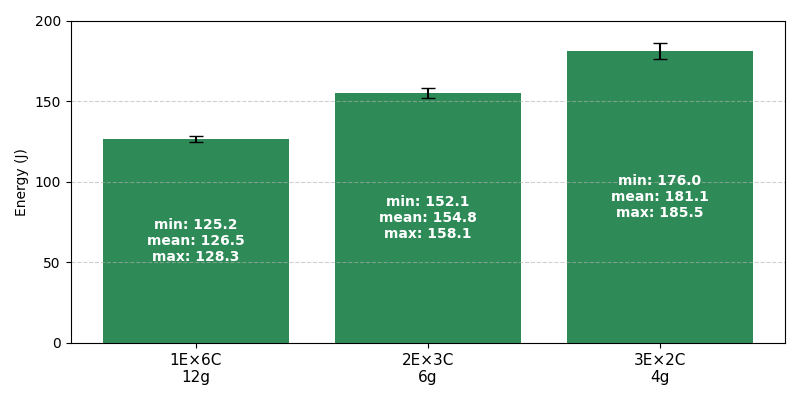 Energy (J)
200
150
100
50
0
min: 125.2
mean: 126.5
max: 128.3
min: 152.1
mean: 154.8
max: 158.1
min: 176.0
mean: 181.1
max: 185.5
1E×6C
12g
2E×3C
6g
3E×2C
4g